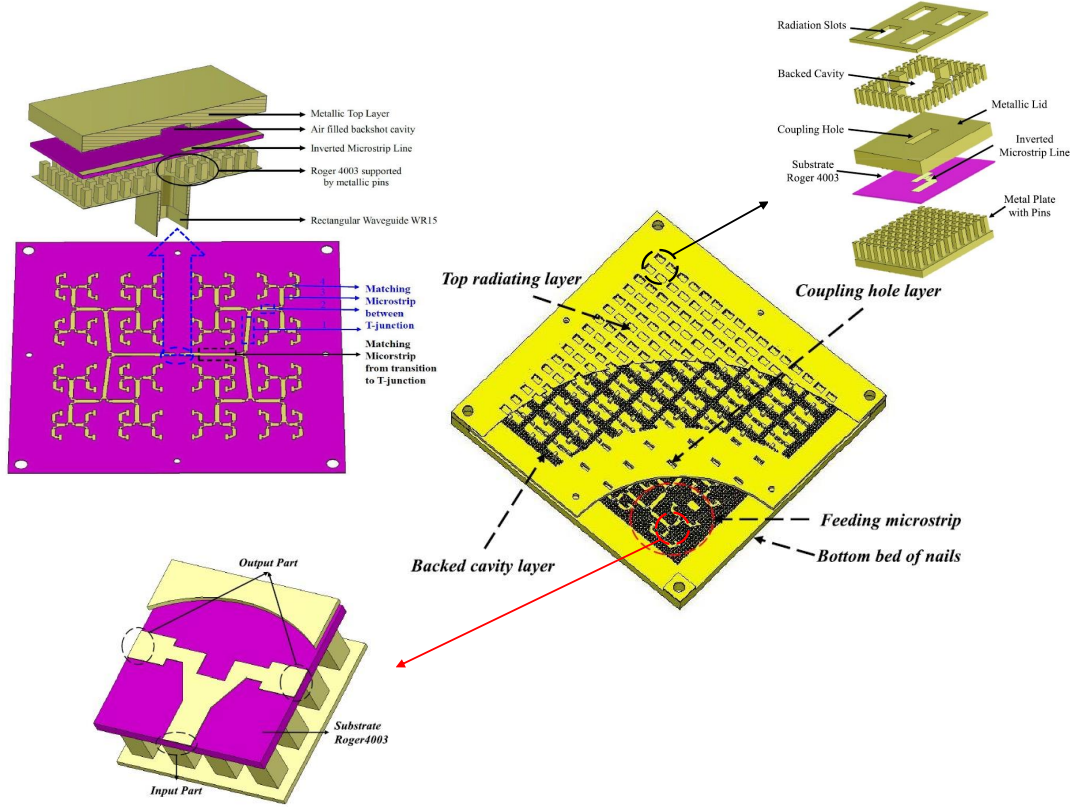 Metallic Top Layer
Air filled backshot cavity
Inverted Microstrip Line
Roger 4003 supported
by metallic pins
Rectangular Waveguide WR15
Matching
Microstrip
between
T-junction
Matching
Micorstrip
from transition
to T-junction
Radiation Slots
Backed Cavity
Metallic Lid
Coupling Hole
Inverted
Microstrip Line
Substrate
Roger 4003
Metal Plate
with Pins
Top radiating layer
Coupling hole layer
Backed cavity layer
Feeding microstrip
Bottom bed of nails
Output Part
Substrate
Roger4003
Input Part